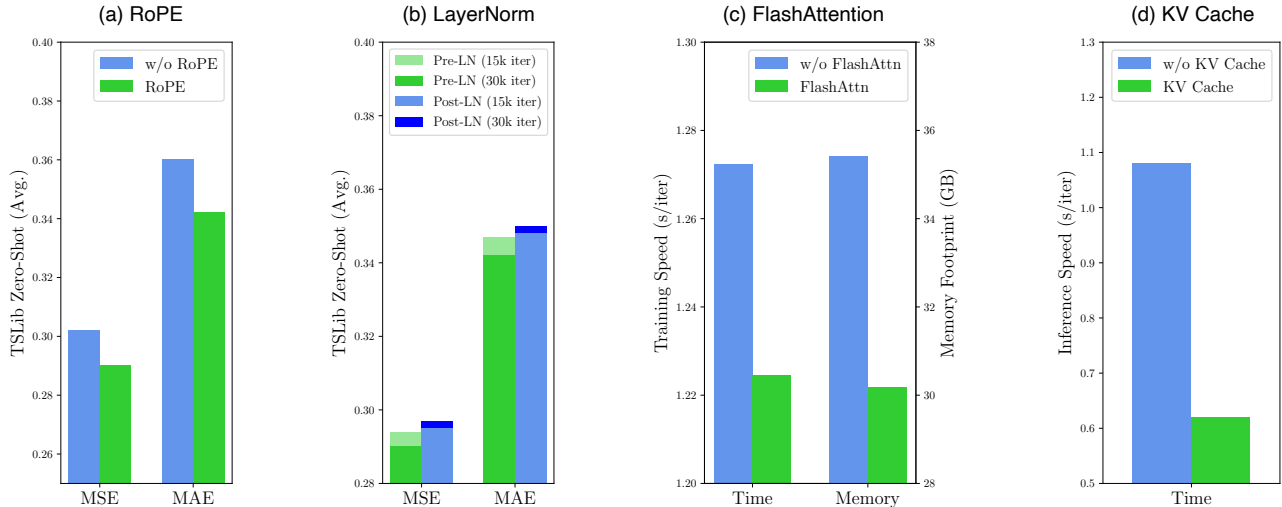 (a) RoPE
TSLib Zero-Shot (Avg.)
0.40
0.38
0.36
0.34
0.32
0.30
0.28
0.26
w/o RoPE
RoPE
MSE
MAE
(b) LayerNorm
TSLib Zero-Shot (Avg.)
0.40
0.38
0.36
0.34
0.32
0.30
0.28
Pre-LN (15k iter)
Pre-LN (30k iter)
Post-LN (15k iter)
Post-LN (30k iter)
MSE
MAE
(c) FlashAttention
Training Speed (s/iter)
1.30
1.28
1.26
1.24
1.22
1.20
w/o FlashAttn
FlashAttn
38
36
34
32
30
28
Memory Footprint (GB)
Time
Memory
(d) KV Cache
Inference Speed (s/iter)
1.3
1.2
1.1
1.0
0.9
0.8
0.7
0.6
0.5
w/o KV Cache
KV Cache
Time